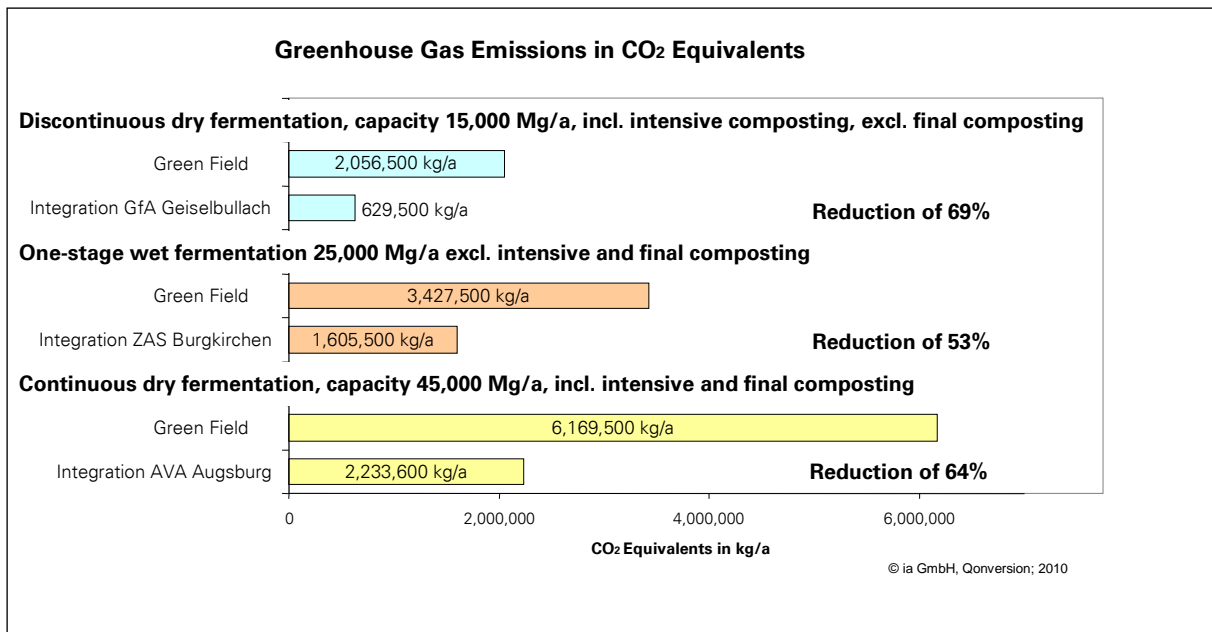 Greenhouse Gas Emissions in CO2 Equivalents
Discontinuous dry fermentation, capacity 15,000 Mg/a, incl. intensive composting, excl. final composting
Green Field
2,056,500 kg/a
Integration GfA Geiselbullach
629,500 kg/a
Reduction of 69%
One-stage wet fermentation 25,000 Mg/a excl. intensive and final composting
Green Field
3,427,500 kg/a
Integration ZAS Burgkirchen
1,605,500 kg/a
Reduction of 53%
Continuous dry fermentation, capacity 45,000 Mg/a, incl. intensive and final composting
Green Field
6,169,500 kg/a
Integration AVA Augsburg
2,233,600 kg/a
Reduction of 64%
0 2,000,000 4,000,000 6,000,000
CO2 Equivalents in kg/a
© ia GmbH, Qonversion; 2010